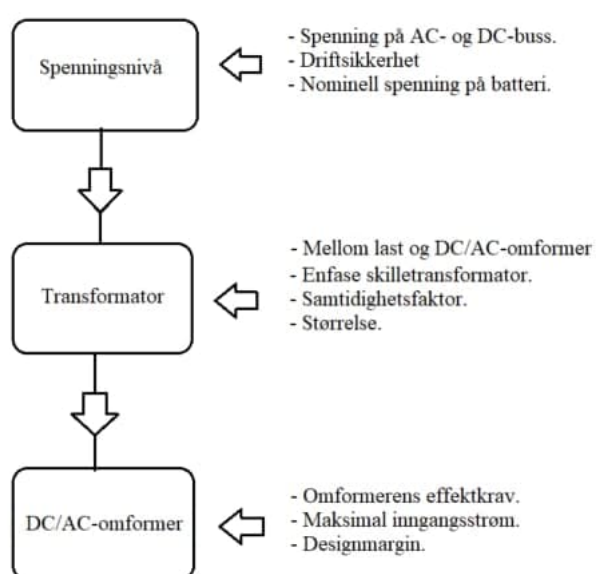 Spenningsnivå
- Spenning på AC- og DC-buss.
- Driftsikkerhet
- Nominell spenning på batteri.
Transformator
- Mellom last og DC/AC-omformer
- Enfase skilletransformator.
- Samtidighetsfaktor.
- Størrelse.
DC/AC-omformer
- Omformerens effektkrav.
- Maksimal inngangsstrøm.
- Designmargin.